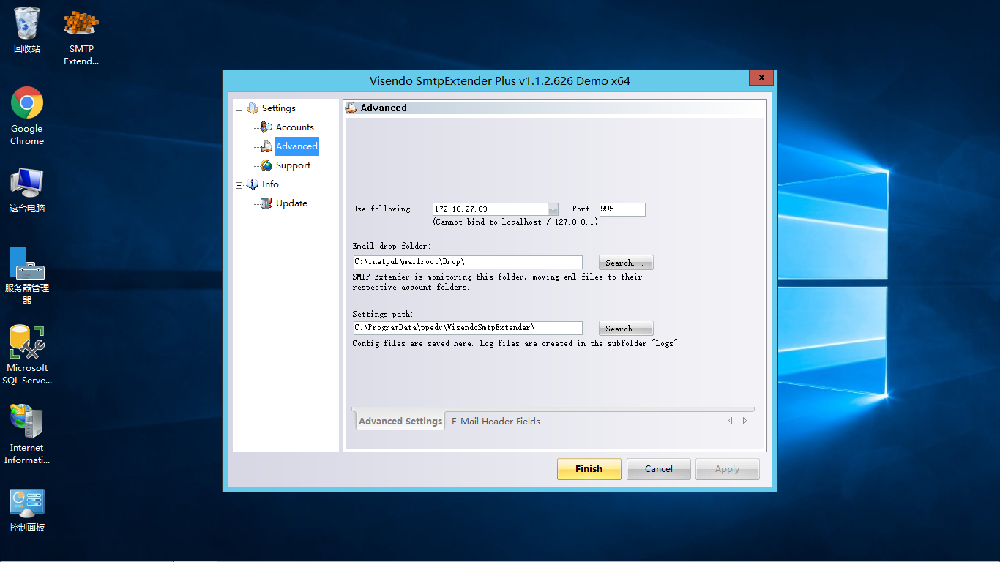 回收站
SMTP
Extend...
Google
Chrome
这台电脑
服务器管理
器
Microsoft
SQL Serve...
Internet
Informati...
控制面板
Visendo SmtpExtender Plus v1.1.2.626 Demo x64
x
Settings
Accounts
Advanced
Support
Info
Update
Advanced
Use following
172.18.27.83
Port:
995
(Cannot bind to localhost / 127.0.0.1)
Email drop folder:
C:\inetpub\mailroot\Drop\
Search...
SMTP Extender is monitoring this folder, moving eml files to their
respective account folders.
Settings path:
C:\ProgramData\ppedv\VisendoSmtpExtender\
Search...
Config files are saved here. Log files are created in the subfolder "Logs".
Advanced Settings
E-Mail Header Fields
Finish
Cancel
Apply